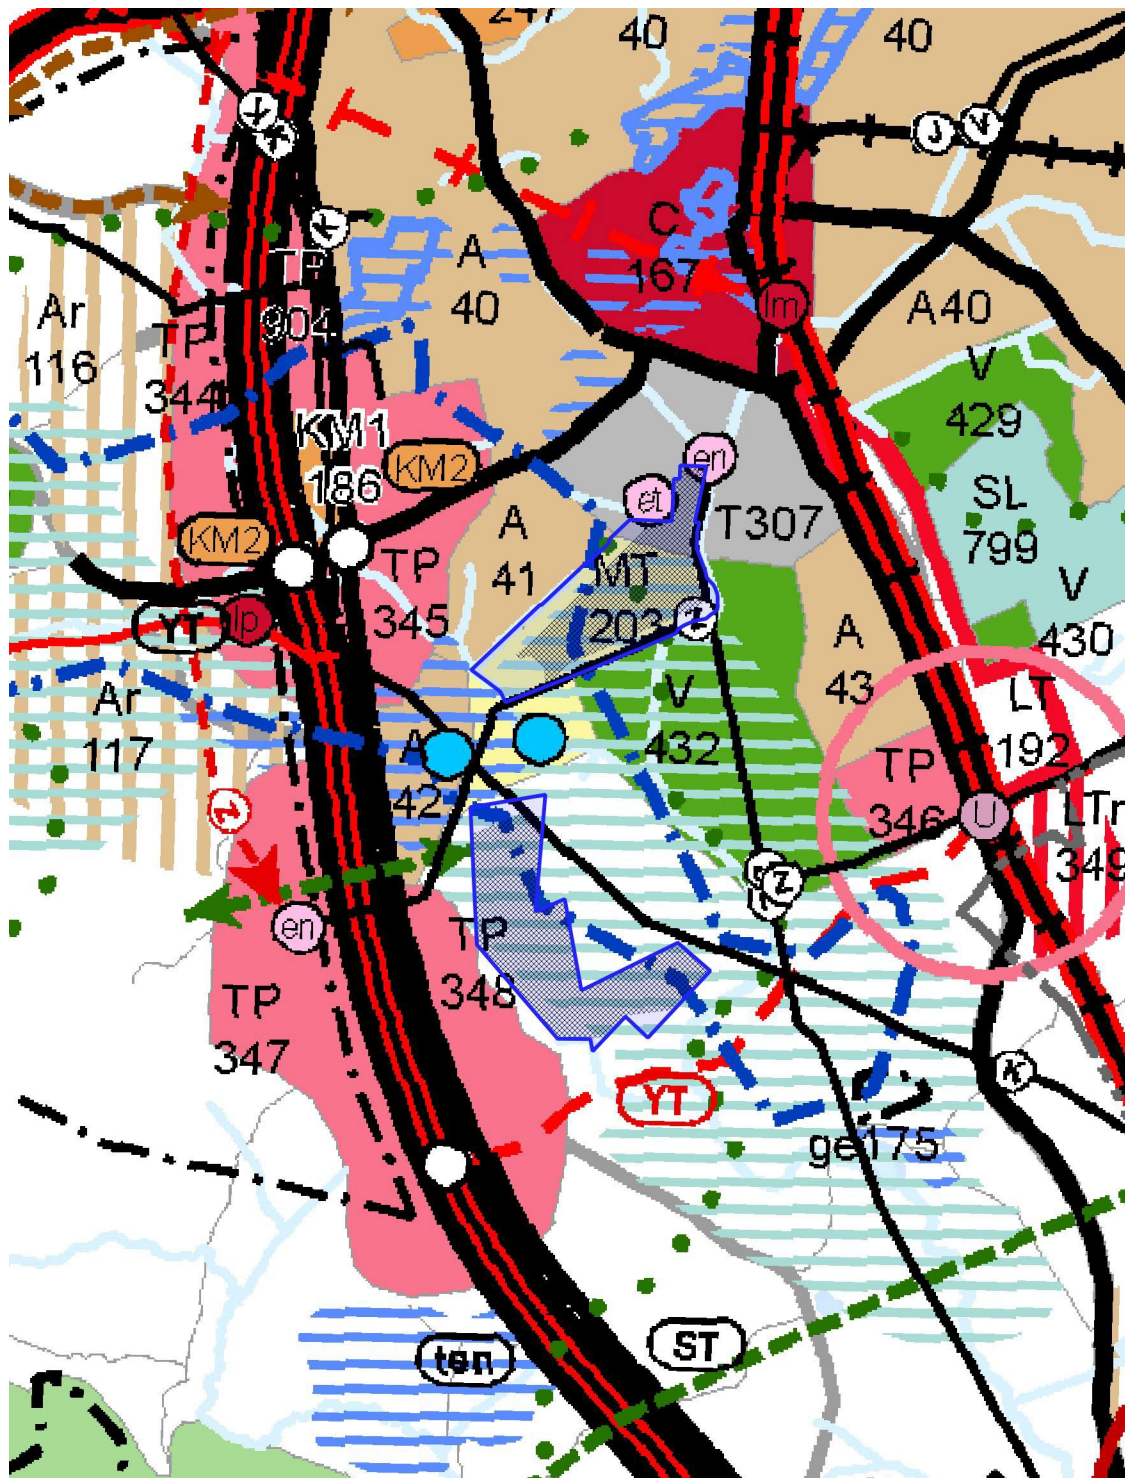 247
40
40
J
V
K
C
167
K
A
40
TP
904
Ar
116
TP
344
lm
A40
V
429
KM1
186
KM2
KM2
en
et
SL
799
T307
A
41
MT
203
TP
345
YT
lp
Z
V
430
A
43
Ar
117
V
432
LT
192
A
42
TP
346
U
LTr
349
Z
Z
en
TP
348
TP
347
K
YT
ge175
ten
ST